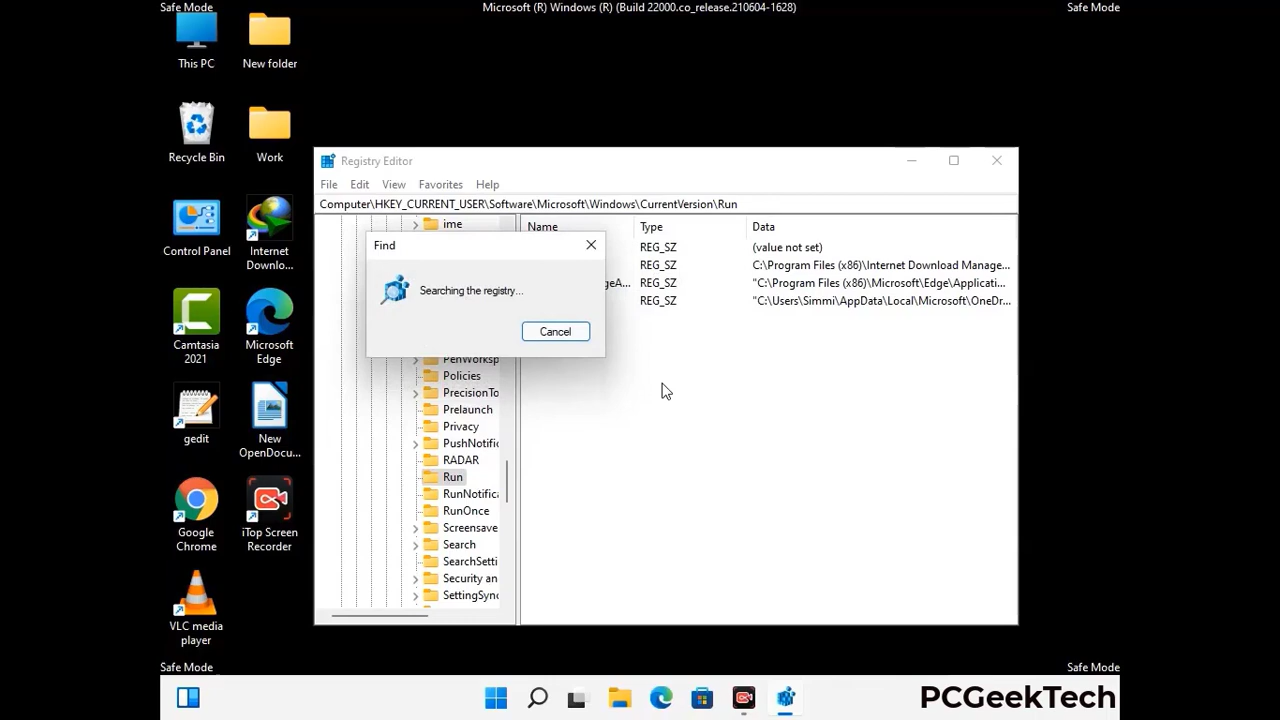 Safe Mode
Microsoft (R) Windows (R) (Build 22000.co_release.210604-1628)
Safe Mode
This PC
New folder
Recycle Bin
Work
Control Panel
Internet
Downlo...
Camtasia
2021
Microsoft
Edge
gedit
New
OpenDocu...
Google
Chrome
iTop Screen
Recorder
VLC media
player
Registry Editor
File Edit View Favorites Help
Computer\HKEY_CURRENT_USER\Software\Microsoft\Windows\CurrentVersion\Run
ime
PenWorksp
Policies
PrecisionTo
Prelaunch
Privacy
PushNotific
RADAR
Run
RunNotifica
RunOnce
Screensave
Search
SearchSetti
Security an
SettingSync
Name Type Data
REG_SZ (value not set)
REG_SZ C:\Program Files (x86)\Internet Download Manage...
geA... REG_SZ "C:\Program Files (x86)\Microsoft\Edge\Applicati...
REG_SZ "C:\Users\Simmi\AppData\Local\Microsoft\OneDr...
Find
Searching the registry...
Cancel
Safe Mode
Safe Mode
PCGeekTech